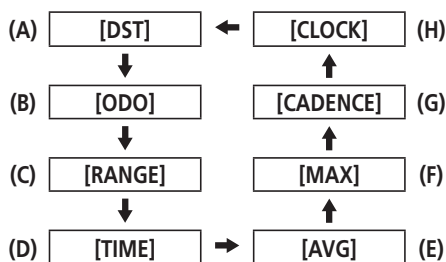 (A) [DST] [CLOCK] (H)
(B) [ODO] [CADENCE] (G)
(C) [RANGE] [MAX] (F)
(D) [TIME] [AVG] (E)